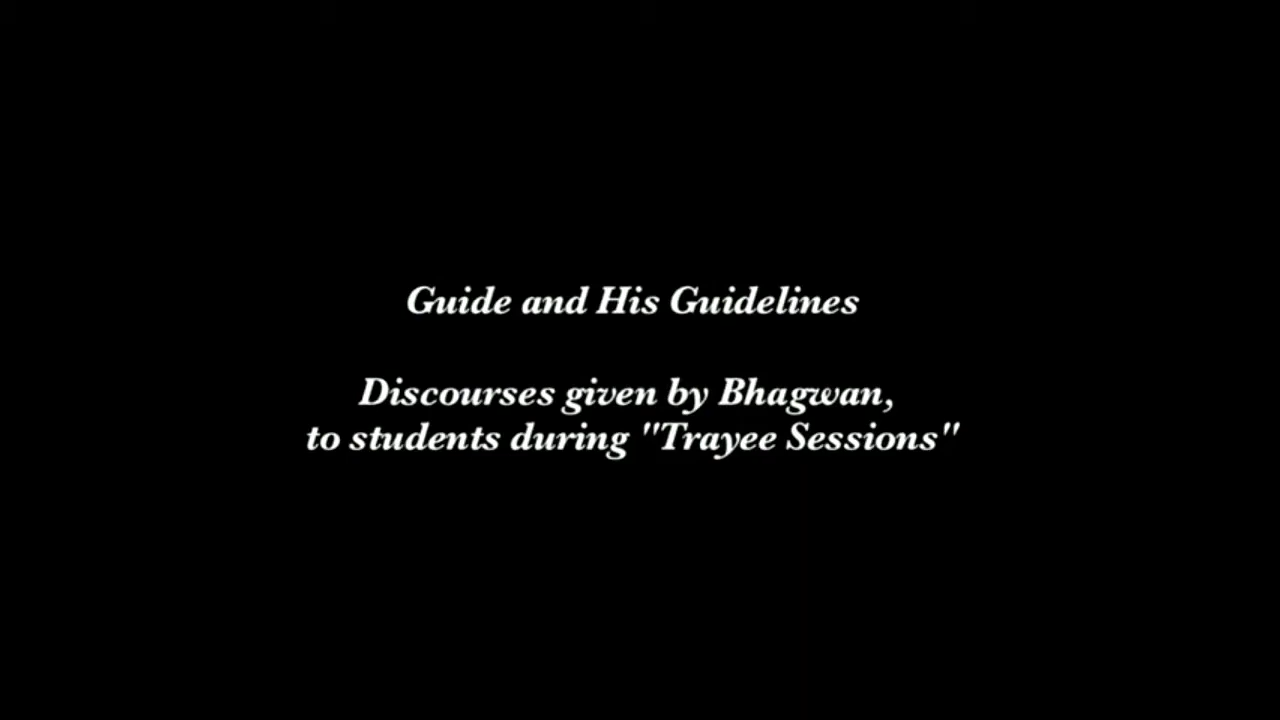 Guide and His Guidelines
Discourses given by Bhagwan,
to students during "Trayee Sessions"